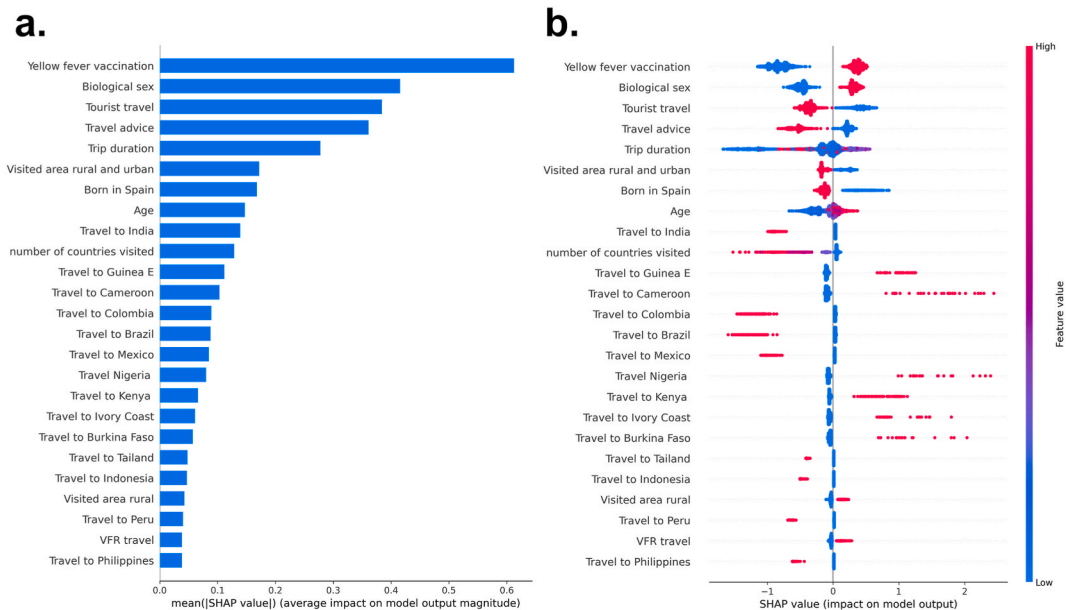 a.
Yellow fever vaccination
Biological sex
Tourist travel
Travel advice
Trip duration
Visited area rural and urban
Born in Spain
Age
Travel to India
number of countries visited
Travel to Guinea E
Travel to Cameroon
Travel to Colombia
Travel to Brazil
Travel to Mexico
Travel Nigeria
Travel to Kenya
Travel to Ivory Coast
Travel to Burkina Faso
Travel to Tailand
Travel to Indonesia
Visited area rural
Travel to Peru
VFR travel
Travel to Philippines
0.0 0.1 0.2 0.3 0.4 0.5 0.6
mean(|SHAP value|) (average impact on model output magnitude)
b.
Yellow fever vaccination
Biological sex
Tourist travel
Travel advice
Trip duration
Visited area rural and urban
Born in Spain
Age
Travel to India
number of countries visited
Travel to Guinea E
Travel to Cameroon
Travel to Colombia
Travel to Brazil
Travel to Mexico
Travel Nigeria
Travel to Kenya
Travel to Ivory Coast
Travel to Burkina Faso
Travel to Tailand
Travel to Indonesia
Visited area rural
Travel to Peru
VFR travel
Travel to Philippines
−1 0 1 2
SHAP value (impact on model output)
High
Feature value
Low